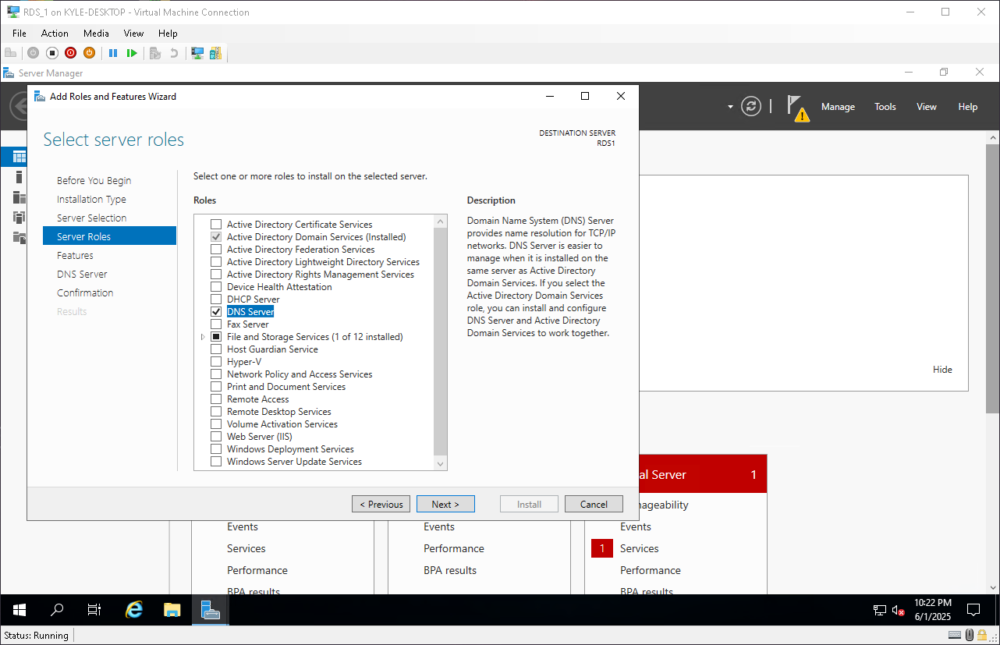 RDS_1 on KYLE-DESKTOP - Virtual Machine Connection
File Action Media View Help
Server Manager
Manage Tools View Help
Add Roles and Features Wizard
Select server roles
DESTINATION SERVER
RDS1
Before You Begin
Installation Type
Server Selection
Server Roles
Features
DNS Server
Confirmation
Results
Select one or more roles to install on the selected server.
Roles
Active Directory Certificate Services
Active Directory Domain Services (Installed)
Active Directory Federation Services
Active Directory Lightweight Directory Services
Active Directory Rights Management Services
Device Health Attestation
DHCP Server
DNS Server
Fax Server
File and Storage Services (1 of 12 installed)
Host Guardian Service
Hyper-V
Network Policy and Access Services
Print and Document Services
Remote Access
Remote Desktop Services
Volume Activation Services
Web Server (IIS)
Windows Deployment Services
Windows Server Update Services
Description
Domain Name System (DNS) Server
provides name resolution for TCP/IP
networks. DNS Server is easier to
manage when it is installed on the
same server as Active Directory
Domain Services. If you select the
Active Directory Domain Services
role, you can install and configure
DNS Server and Active Directory
Domain Services to work together.
< Previous Next > Install Cancel
Hide
al Server 1
nageability
Events
Services
Performance
BPA results
Events
Performance
BPA results
Events
1 Services
Performance
BPA results
10:22 PM
6/1/2025
Status: Running